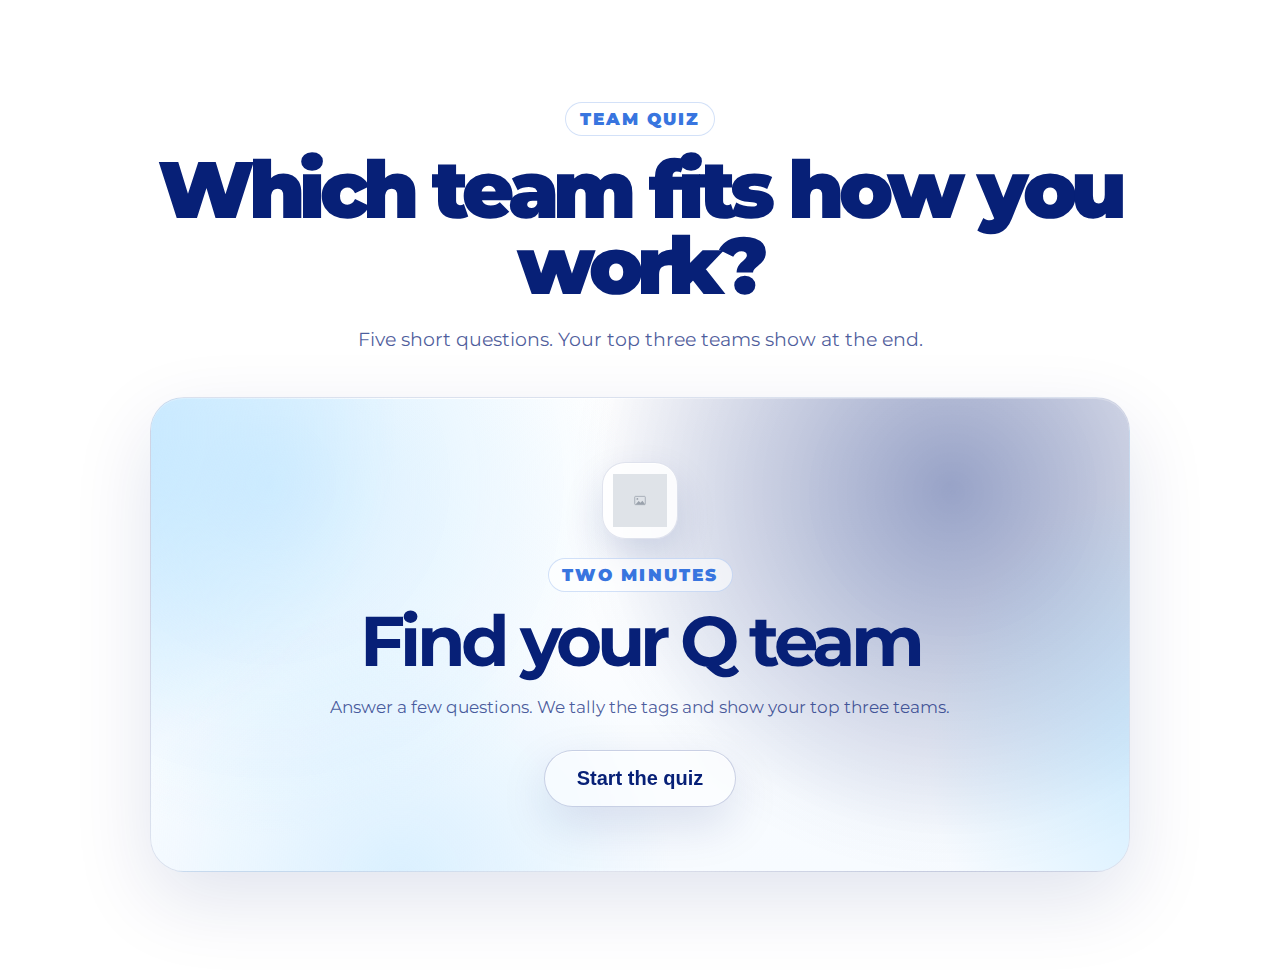 TEAM QUIZ
Which team fits how you
work?
Five short questions. Your top three teams show at the end.
TWO MINUTES
Find your Q team
Answer a few questions. We tally the tags and show your top three teams.
Start the quiz